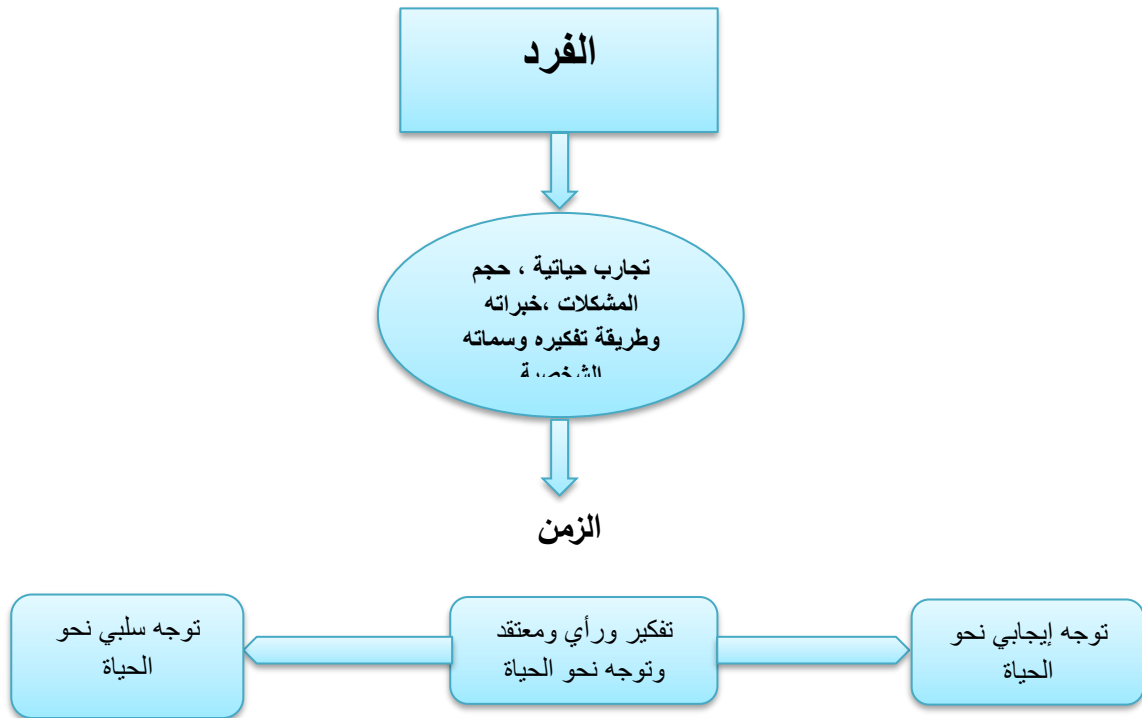 الفرد
تجارب حياتية ، حجم
المشكلات ،خبراته
وطريقة تفكيره وسماته
الشخصية
الزمن
توجه إيجابي نحو
الحياة
تفكير ورأي ومعتقد
وتوجه نحو الحياة
توجه سلبي نحو
الحياة